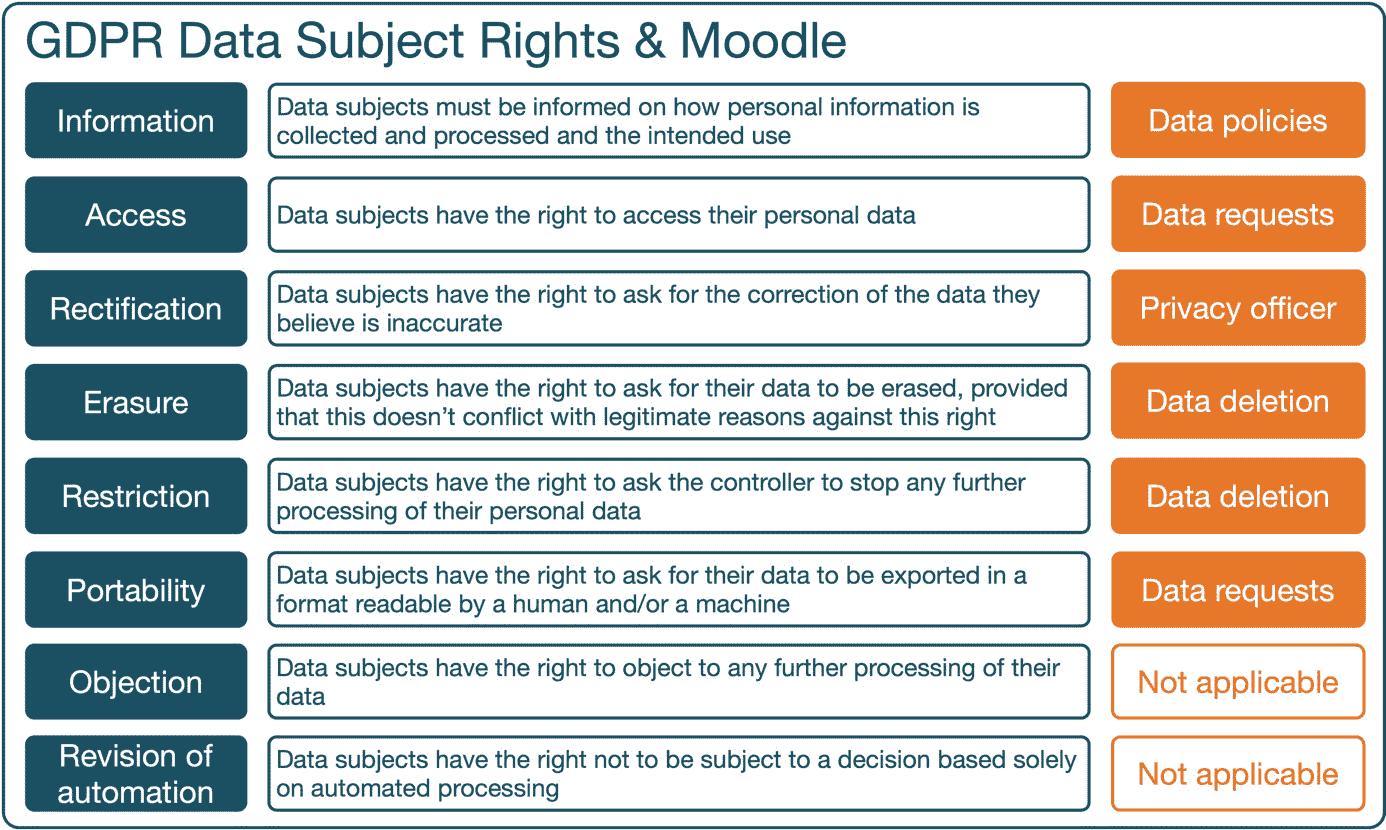 GDPR Data Subject Rights & Moodle
Information
Data subjects must be informed on how personal information is
collected and processed and the intended use
Data policies
Access
Data subjects have the right to access their personal data
Data requests
Rectification
Data subjects have the right to ask for the correction of the data they
believe is inaccurate
Privacy officer
Erasure
Data subjects have the right to ask for their data to be erased, provided
that this doesn’t conflict with legitimate reasons against this right
Data deletion
Restriction
Data subjects have the right to ask the controller to stop any further
processing of their personal data
Data deletion
Portability
Data subjects have the right to ask for their data to be exported in a
format readable by a human and/or a machine
Data requests
Objection
Data subjects have the right to object to any further processing of their
data
Not applicable
Revision of
automation
Data subjects have the right not to be subject to a decision based solely
on automated processing
Not applicable